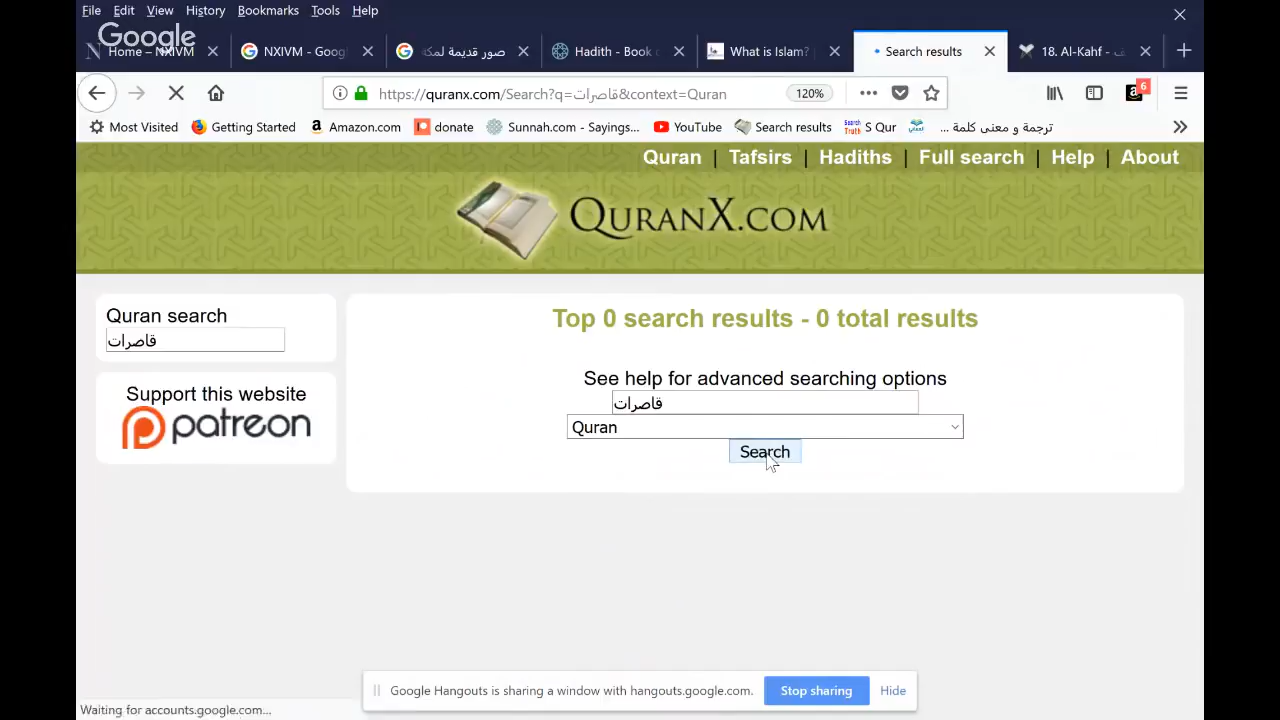 File Edit View History Bookmarks Tools Help
Google
Home – NXIVM
NXIVM - Goog
صور قديمة لمكة
Hadith - Book
What is Islam?
Search results
18. Al-Kahf -
https://quranx.com/Search?q=قاصرات&context=Quran
120%
6
Most Visited
Getting Started
Amazon.com
donate
Sunnah.com - Sayings...
YouTube
Search results
Search Truth
S Qur
ترجمة و معنى كلمة ...
Quran | Tafsirs | Hadiths | Full search | Help | About
QuranX.com
Quran search
قاصرات
Support this website
patreon
Top 0 search results - 0 total results
See help for advanced searching options
قاصرات
Quran
Search
Google Hangouts is sharing a window with hangouts.google.com.
Stop sharing
Hide
Waiting for accounts.google.com...